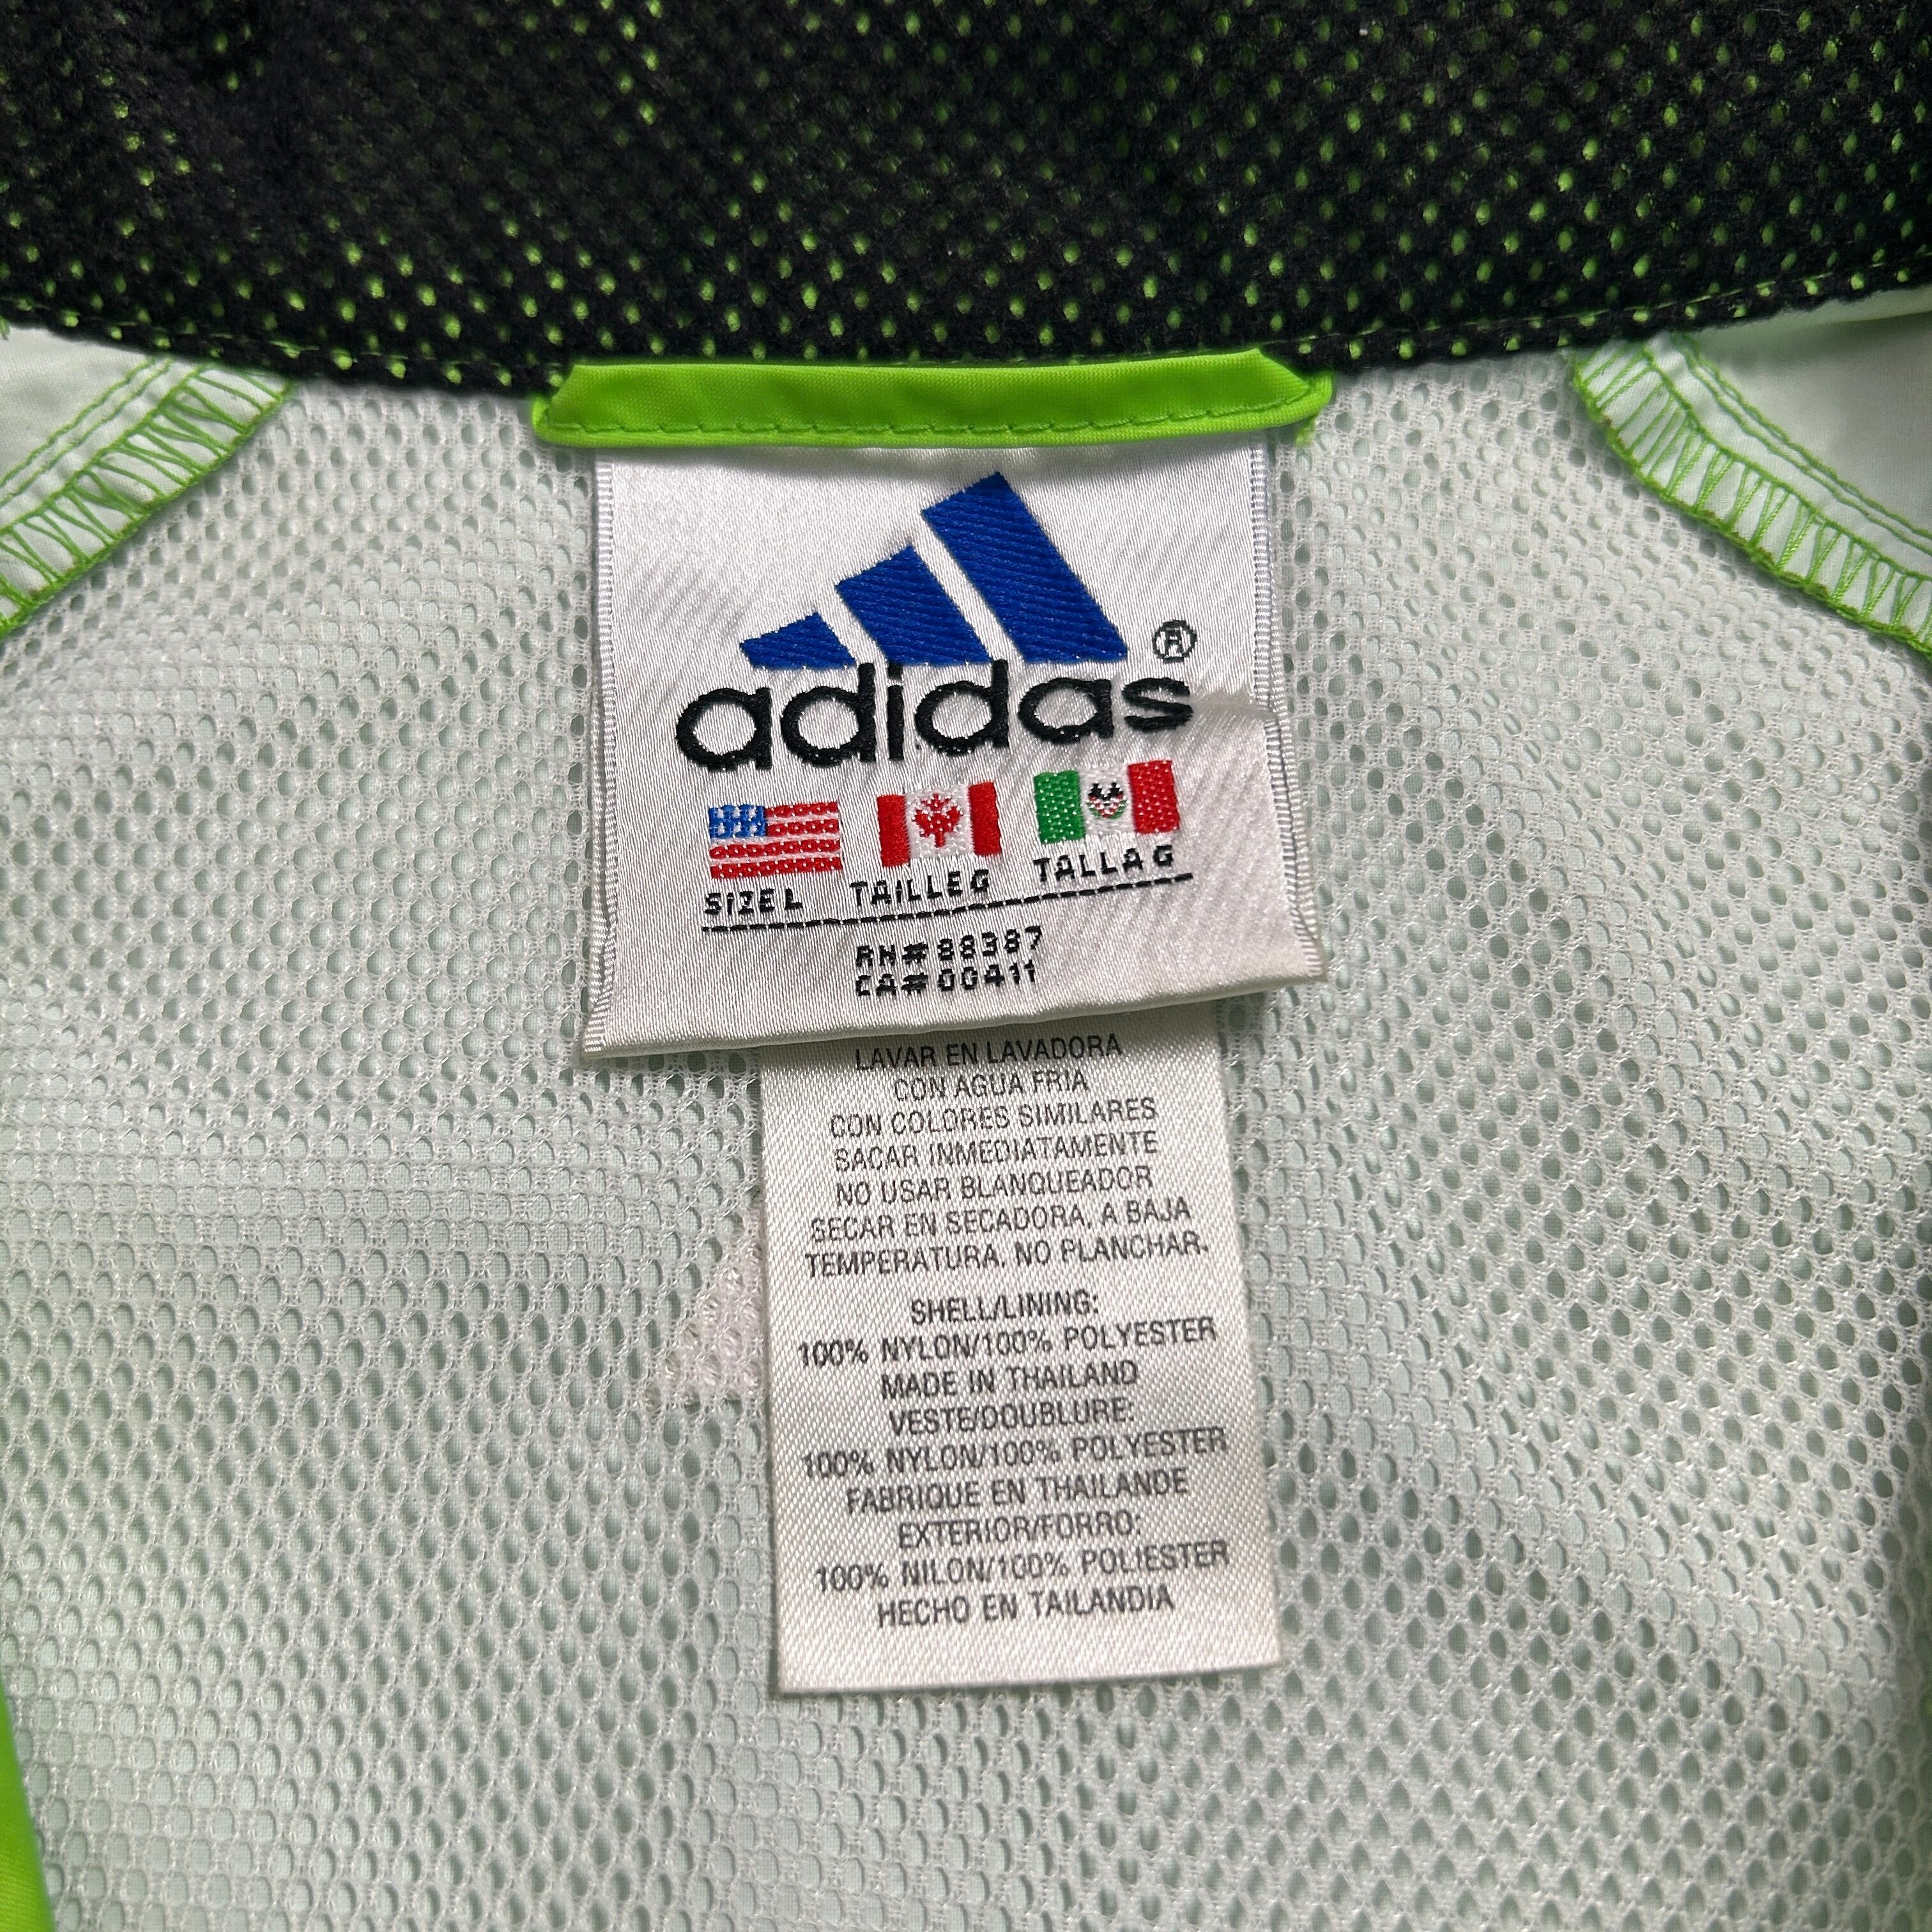 adidas®
SIZE L TAILLE G TALLA G
RN# 88387
CA# 00411
LAVAR EN LAVADORA
CON AGUA FRIA
CON COLORES SIMILARES
SACAR INMEDIATAMENTE
NO USAR BLANQUEADOR
SECAR EN SECADORA, A BAJA
TEMPERATURA. NO PLANCHAR.
SHELL/LINING:
100% NYLON/100% POLYESTER
MADE IN THAILAND
VESTE/DOUBLURE:
100% NYLON/100% POLYESTER
FABRIQUE EN THAILANDE
EXTERIOR/FORRO:
100% NILON/100% POLIESTER
HECHO EN TAILANDIA